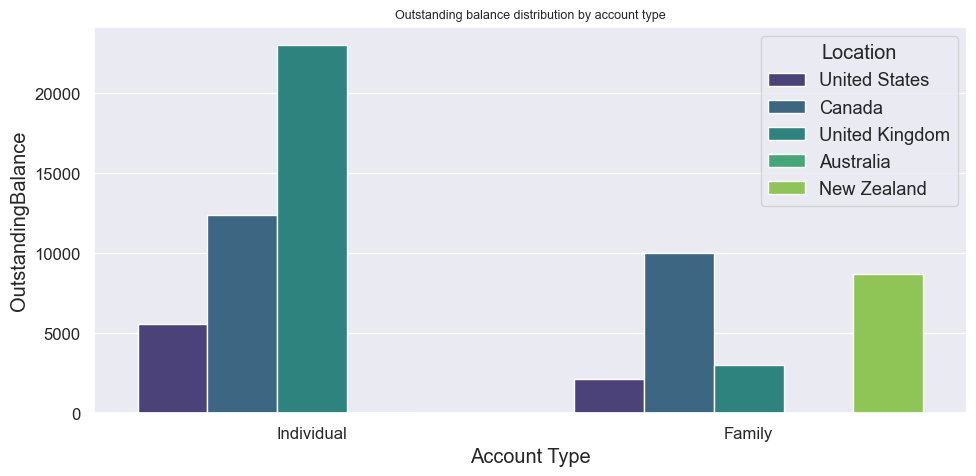 Outstanding balance distribution by account type
Location
United States
Canada
United Kingdom
Australia
New Zealand
OutstandingBalance
20000
15000
10000
5000
0
Individual
Family
Account Type